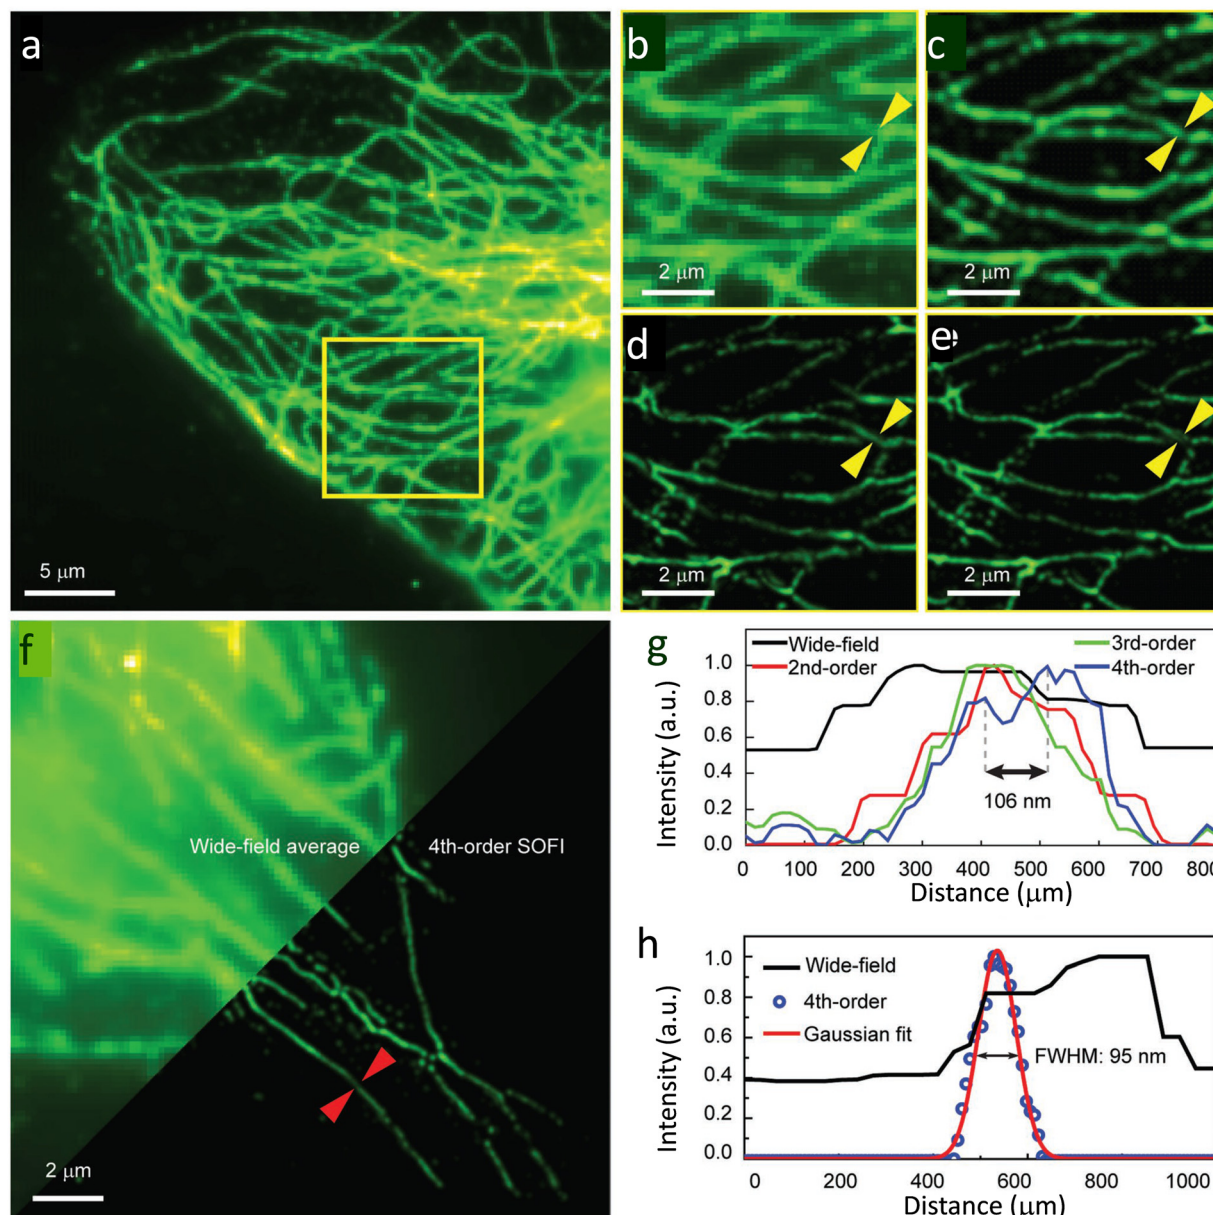 a
b
c
2 μm
2 μm
d
e
5 μm
2 μm
2 μm
f
Wide-field average
4th-order SOFI
2 μm
g
Wide-field
3rd-order
2nd-order
4th-order
Intensity (a.u.)
1.0
0.8
0.6
0.4
0.2
0.0
106 nm
0 100 200 300 400 500 600 700 800
Distance (μm)
h
Wide-field
4th-order
Gaussian fit
Intensity (a.u.)
1.0
0.8
0.6
0.4
0.2
0.0
FWHM: 95 nm
0 200 400 600 800 1000
Distance (μm)